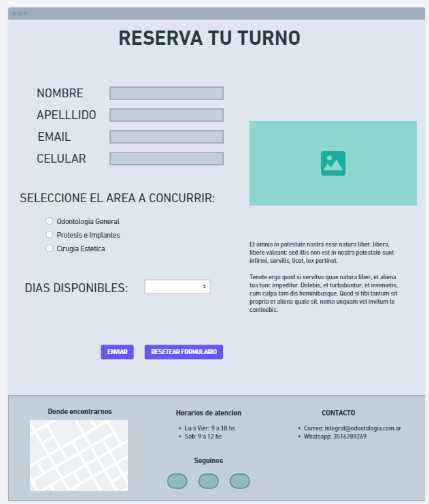 RESERVA TU TURNO
NOMBRE
APELLLIDO
EMAIL
CELULAR
SELECCIONE EL AREA A CONCURRIR:
Odontologia General
Protesis e Implantes
Cirugia Estetica
DIAS DISPONIBLES:
ENVIAR
RESETEAR FORMULARIO
Et omnia in potestate nostra esse natura liber, libera,
libere valeant; sed illis non est in nostra potestate sunt
infirmi, servilis, licet, lex pertinet.
Tenete ergo quod si servitus quae natura liber, et aliena
tua tunc impeditur. Dolebis, et turbabuntur, et invenietis,
cum culpa tam dis hominibusque. Quod si tibi tantum sit
propria et aliena quale sit, nemo unquam vel invitum te
continebis.
Donde encontrarnos
Horarios de atencion
• Lu a Vier: 9 a 18 hs
• Sab: 9 a 12 hs
Seguinos
CONTACTO
• Correo: integral@odontologia.com.ar
• Whatsapp: 3516289269